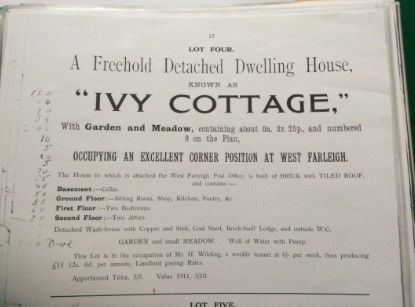 17
LOT FOUR.
A Freehold Detached Dwelling House,
KNOWN AS
"IVY COTTAGE,"
With Garden and Meadow, containing about 0a. 3r. 25p., and numbered
9 on the Plan,
OCCUPYING AN EXCELLENT CORNER POSITION AT WEST FARLEIGH.
The House to which is attached the West Farleigh Post Office, is built of BRICK with TILED ROOF,
and contains—
Basement:—Cellar.
Ground Floor:—Sitting Room, Shop, Kitchen, Pantry, &c.
First Floor:—Two Bedrooms.
Second Floor:—Two Attics.
Detached Wash-house with Copper and Sink, Coal Shed, Brick-built Lodge, and outside W.C.
GARDEN and small MEADOW. Well of Water with Pump.
This Lot is in the occupation of Mr. H. Wilding, a weekly tenant at 6/- per week, thus producing
£15 12s. 0d. per annum, Landlord paying Rates.
Apportioned Tithe, 3/5. Value 1911, 3/10.
LOT FIVE.